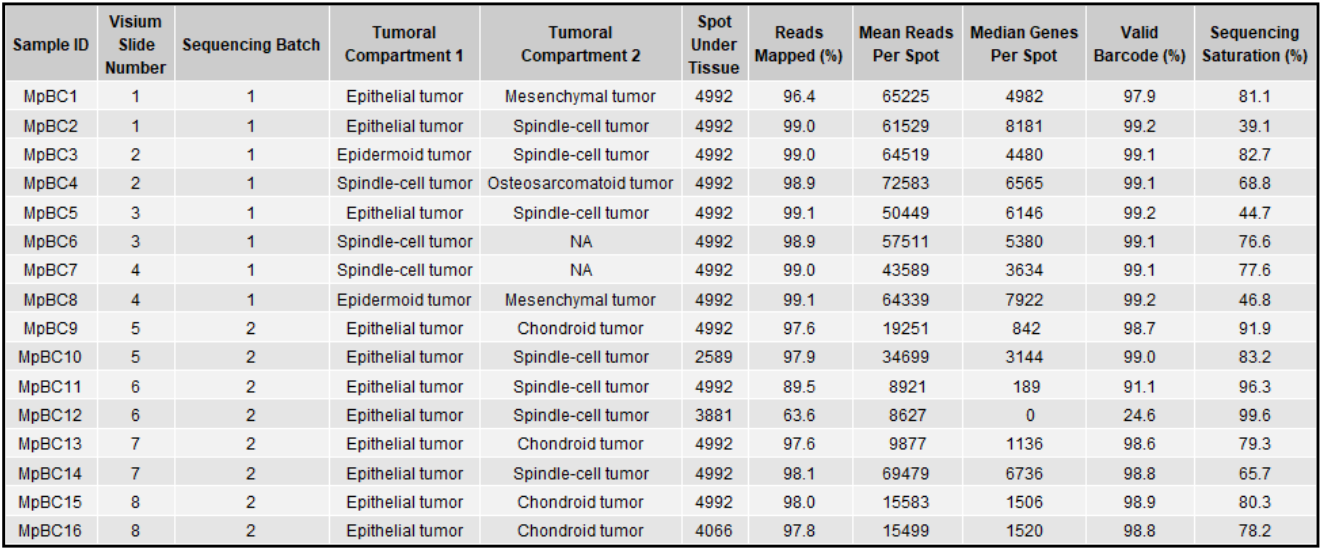 Sample ID Visium Slide Number Sequencing Batch Tumoral Compartment 1 Tumoral Compartment 2 Spot Under Tissue Reads Mapped (%) Mean Reads Per Spot Median Genes Per Spot Valid Barcode (%) Sequencing Saturation (%)
MpBC1 1 1 Epithelial tumor Mesenchymal tumor 4992 96.4 65225 4982 97.9 81.1
MpBC2 1 1 Epithelial tumor Spindle-cell tumor 4992 99.0 61529 8181 99.2 39.1
MpBC3 2 1 Epidermoid tumor Spindle-cell tumor 4992 99.0 64519 4480 99.1 82.7
MpBC4 2 1 Spindle-cell tumor Osteosarcomatoid tumor 4992 98.9 72583 6565 99.1 68.8
MpBC5 3 1 Epithelial tumor Spindle-cell tumor 4992 99.1 50449 6146 99.2 44.7
MpBC6 3 1 Spindle-cell tumor NA 4992 98.9 57511 5380 99.1 76.6
MpBC7 4 1 Spindle-cell tumor NA 4992 99.0 43589 3634 99.1 77.6
MpBC8 4 1 Epidermoid tumor Mesenchymal tumor 4992 99.1 64339 7922 99.2 46.8
MpBC9 5 2 Epithelial tumor Chondroid tumor 4992 97.6 19251 842 98.7 91.9
MpBC10 5 2 Epithelial tumor Spindle-cell tumor 2589 97.9 34699 3144 99.0 83.2
MpBC11 6 2 Epithelial tumor Spindle-cell tumor 4992 89.5 8921 189 91.1 96.3
MpBC12 6 2 Epithelial tumor Spindle-cell tumor 3881 63.6 8627 0 24.6 99.6
MpBC13 7 2 Epithelial tumor Chondroid tumor 4992 97.6 9877 1136 98.6 79.3
MpBC14 7 2 Epithelial tumor Spindle-cell tumor 4992 98.1 69479 6736 98.8 65.7
MpBC15 8 2 Epithelial tumor Chondroid tumor 4992 98.0 15583 1506 98.9 80.3
MpBC16 8 2 Epithelial tumor Chondroid tumor 4066 97.8 15499 1520 98.8 78.2